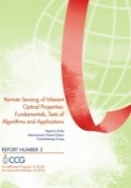 Remote Sensing of Inherent
Optical Properties:
Fundamentals, Tests of
Algorithms and Applications
Reports of the
International Ocean-Colour
Coordinating Group
REPORT NUMBER 5
IOCCG